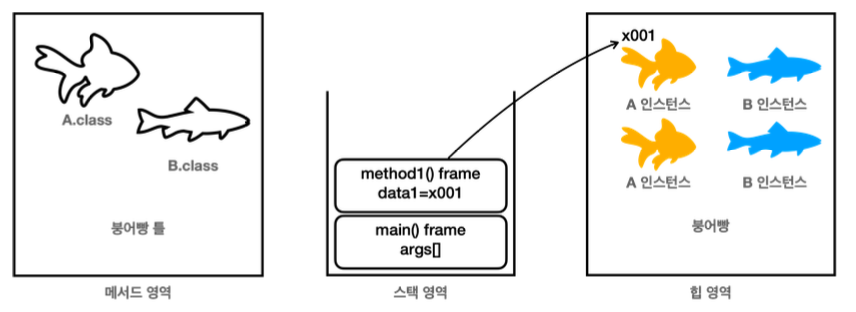 A.class
B.class
붕어빵 틀
메서드 영역
method1() frame
data1=x001
main() frame
args[]
스택 영역
x001
A 인스턴스
B 인스턴스
A 인스턴스
B 인스턴스
붕어빵
힙 영역